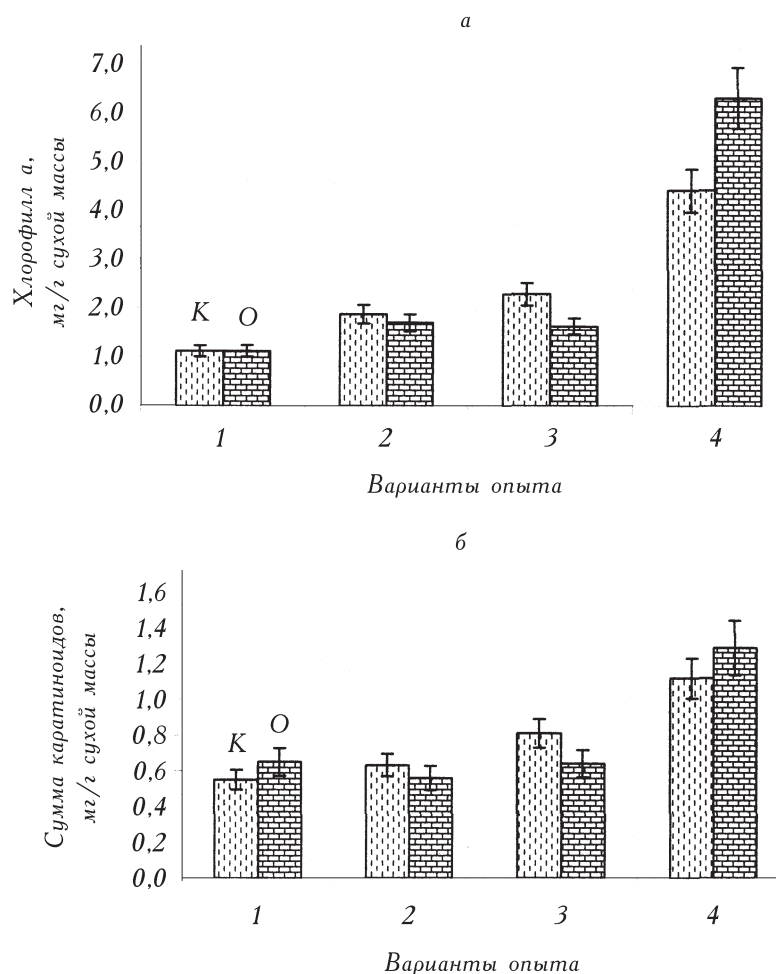 а
Хлорофилл а,
мг/г сухой массы
7,0
6,0
5,0
4,0
3,0
2,0
1,0
0,0
К
О
1
2
3
4
Варианты опыта
б
Сумма каратиноидов,
мг/г сухой массы
1,6
1,4
1,2
1,0
0,8
0,6
0,4
0,2
0,0
К
О
1
2
3
4
Варианты опыта